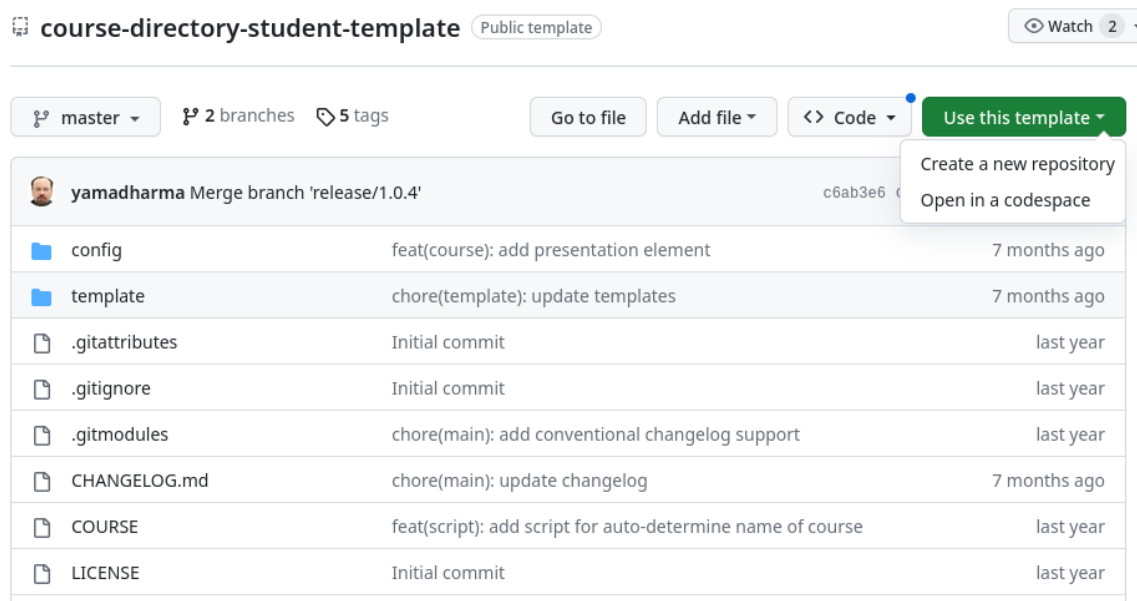 course-directory-student-template Public template Watch 2
master 2 branches 5 tags Go to file Add file Code Use this template
Create a new repository
Open in a codespace
yamadharma Merge branch 'release/1.0.4' c6ab3e6
config feat(course): add presentation element 7 months ago
template chore(template): update templates 7 months ago
.gitattributes Initial commit last year
.gitignore Initial commit last year
.gitmodules chore(main): add conventional changelog support last year
CHANGELOG.md chore(main): update changelog 7 months ago
COURSE feat(script): add script for auto-determine name of course last year
LICENSE Initial commit last year